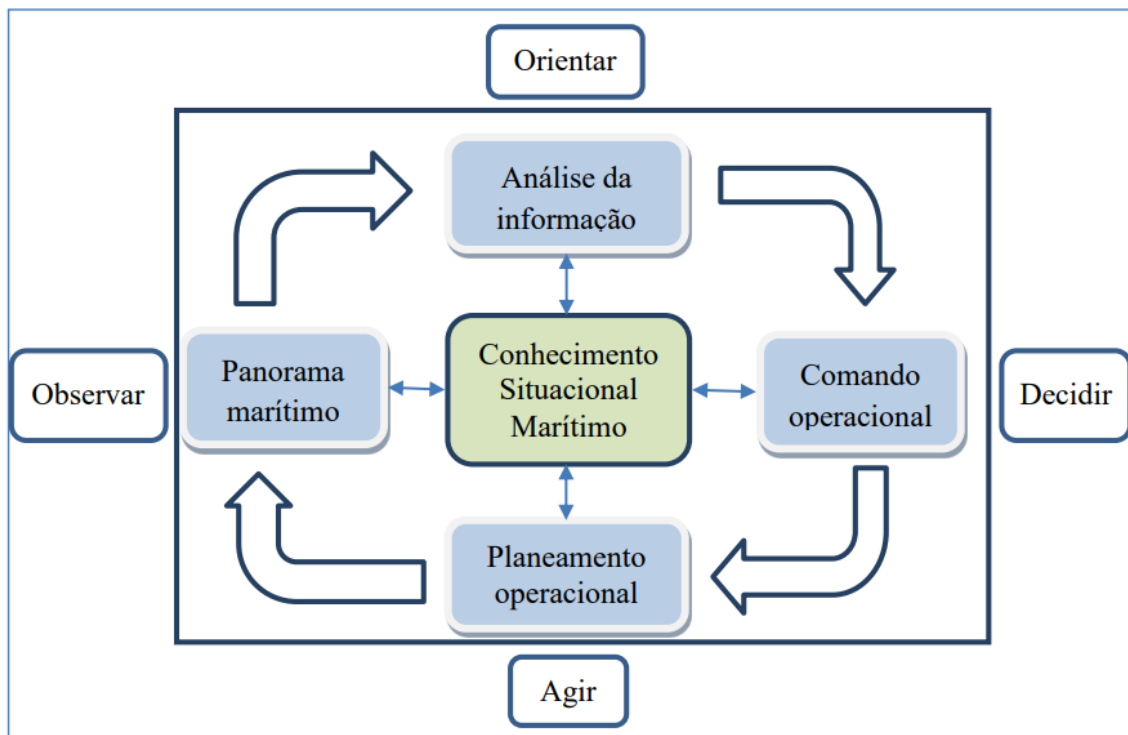 Orientar
Análise da
informação
Observar
Panorama
marítimo
Conhecimento
Situacional
Marítimo
Comando
operacional
Decidir
Planeamento
operacional
Agir